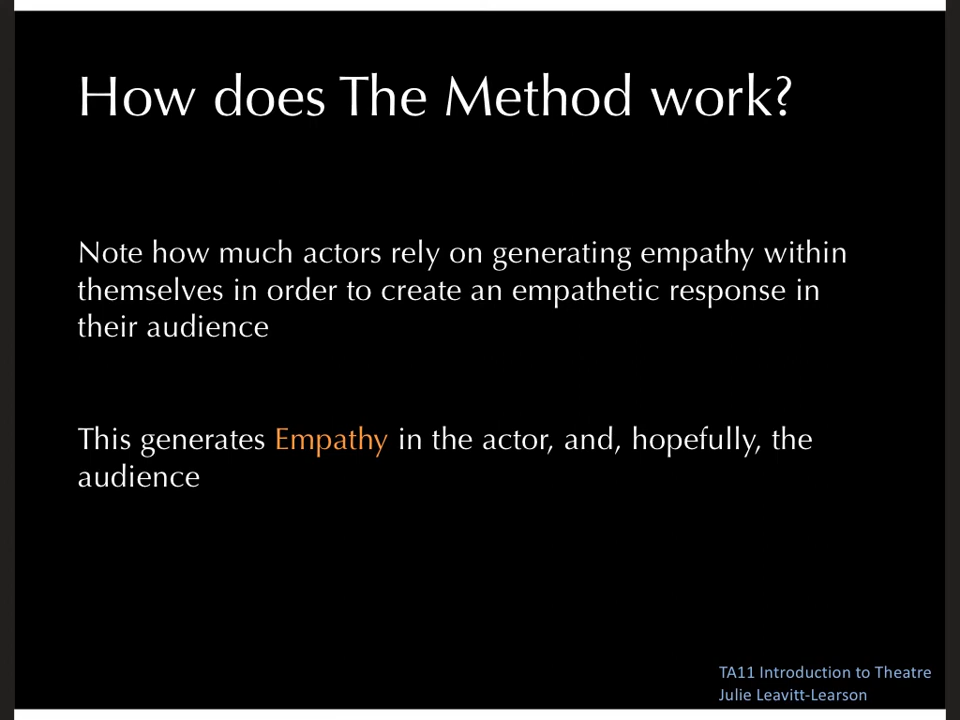 How does The Method work?
Note how much actors rely on generating empathy within
themselves in order to create an empathetic response in
their audience
This generates Empathy in the actor, and, hopefully, the
audience
TA11 Introduction to Theatre
Julie Leavitt-Learson